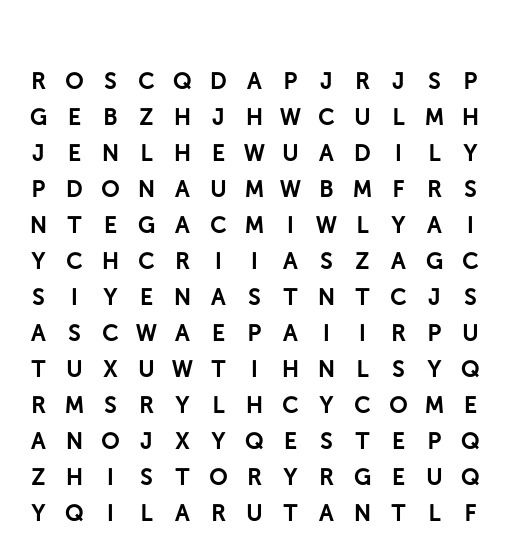 R O S C Q D A P J R J S P
G E B Z H J H W C U L M H
J E N L H E W U A D I L Y
P D O N A U M W B M F R S
N T E G A C M I W L Y A I
Y C H C R I I A S Z A G C
S I Y E N A S T N T C J S
A S C W A E P A I I R P U
T U X U W T I H N L S Y Q
R M S R Y L H C Y C O M E
A N O J X Y Q E S T E P Q
Z H I S T O R Y R G E U Q
Y Q I L A R U T A N T L F